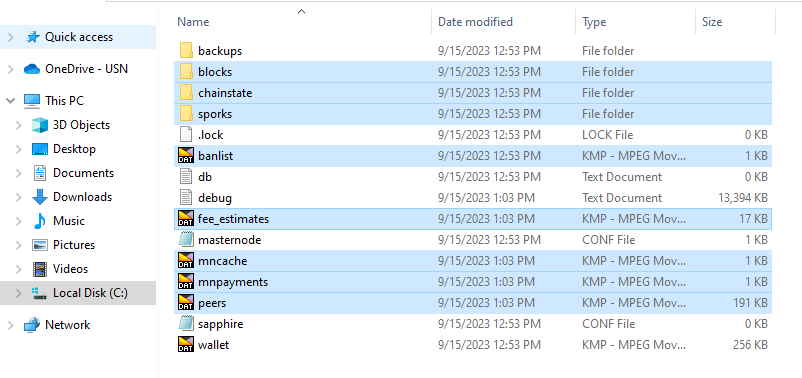 Name Date modified Type Size
Quick access
OneDrive - USN
This PC
3D Objects
Desktop
Documents
Downloads
Music
Pictures
Videos
Local Disk (C:)
Network
backups 9/15/2023 12:53 PM File folder
blocks 9/15/2023 12:53 PM File folder
chainstate 9/15/2023 12:53 PM File folder
sporks 9/15/2023 12:53 PM File folder
.lock 9/15/2023 12:53 PM LOCK File 0 KB
DAT banlist 9/15/2023 12:53 PM KMP - MPEG Mov... 1 KB
db 9/15/2023 12:53 PM Text Document 0 KB
debug 9/15/2023 1:03 PM Text Document 13,394 KB
DAT fee_estimates 9/15/2023 1:03 PM KMP - MPEG Mov... 17 KB
masternode 9/15/2023 12:53 PM CONF File 1 KB
DAT mncache 9/15/2023 1:03 PM KMP - MPEG Mov... 1 KB
DAT mnpayments 9/15/2023 1:03 PM KMP - MPEG Mov... 1 KB
DAT peers 9/15/2023 1:03 PM KMP - MPEG Mov... 191 KB
sapphire 9/15/2023 12:53 PM CONF File 0 KB
DAT wallet 9/15/2023 12:53 PM KMP - MPEG Mov... 256 KB